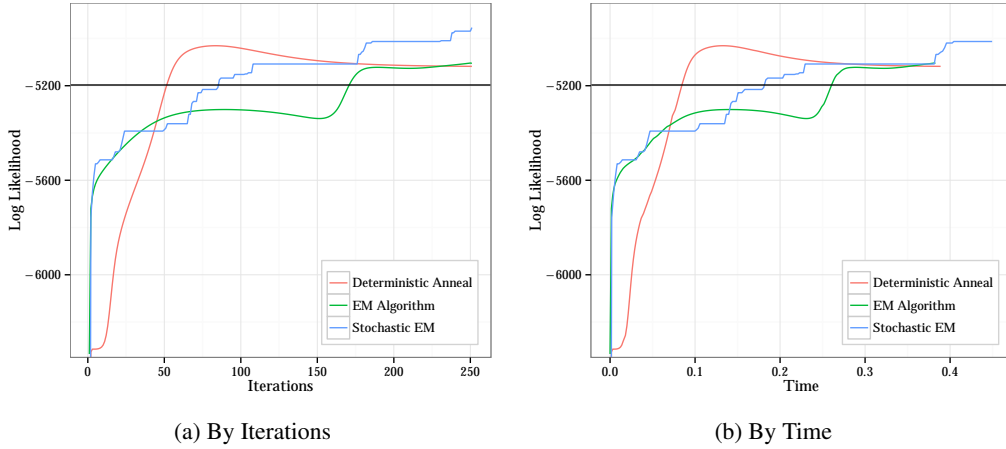 Log Likelihood
−5200
−5600
−6000
Deterministic Anneal
EM Algorithm
Stochastic EM
0 50 100 150 200 250
Iterations
(a) By Iterations
Log Likelihood
−5200
−5600
−6000
Deterministic Anneal
EM Algorithm
Stochastic EM
0.0 0.1 0.2 0.3 0.4
Time
(b) By Time